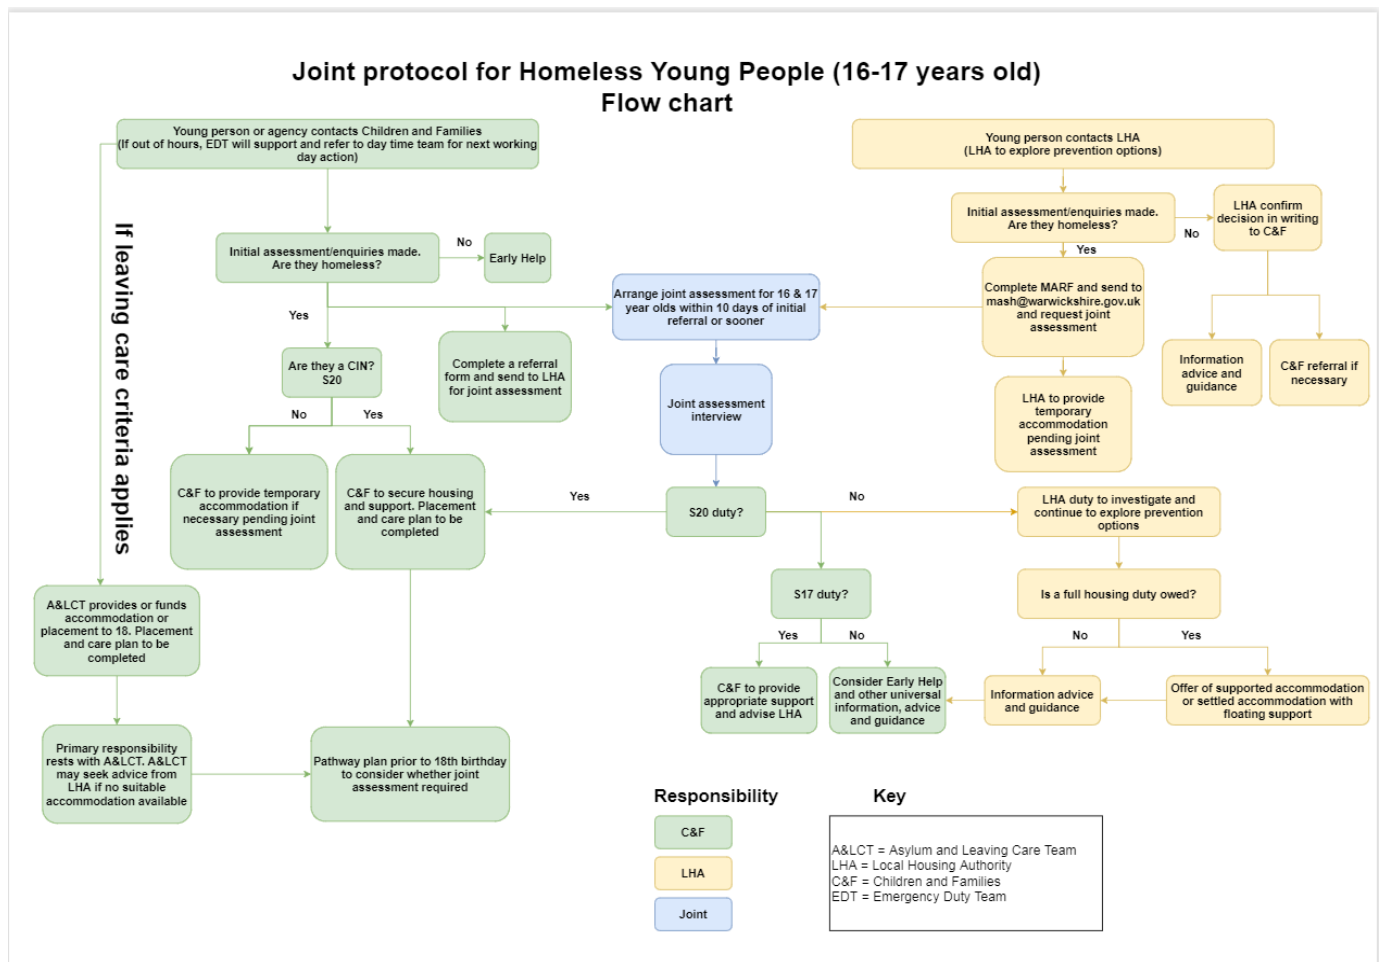 Joint protocol for Homeless Young People (16-17 years old)
Flow chart
Young person or agency contacts Children and Families
(If out of hours, EDT will support and refer to day time team for next working
day action)
Young person contacts LHA
(LHA to explore prevention options)
If leaving care criteria applies
Initial assessment/enquiries made.
Are they homeless?
No
Early Help
Yes
Initial assessment/enquiries made.
Are they homeless?
No
LHA confirm
decision in writing
to C&F
Yes
Arrange joint assessment for 16 & 17
year olds within 10 days of initial
referral or sooner
Complete MARF and send to
mash@warwickshire.gov.uk
and request joint
assessment
Information
advice and
guidance
C&F referral if
necessary
Are they a CIN?
S20
Complete a referral
form and send to LHA
for joint assessment
Joint assessment
interview
LHA to provide
temporary
accommodation
pending joint
assessment
No
Yes
C&F to provide temporary
accommodation if
necessary pending joint
assessment
C&F to secure housing
and support. Placement
and care plan to be
completed
Yes
S20 duty?
No
LHA duty to investigate and
continue to explore prevention
options
A&LCT provides or funds
accommodation or
placement to 18. Placement
and care plan to be
completed
S17 duty?
Is a full housing duty owed?
Yes
No
No
Yes
C&F to provide
appropriate support
and advise LHA
Consider Early Help
and other universal
information, advice
and guidance
Information advice
and guidance
Offer of supported accommodation
or settled accommodation with
floating support
Primary responsibility
rests with A&LCT. A&LCT
may seek advice from
LHA if no suitable
accommodation available
Pathway plan prior to 18th birthday
to consider whether joint
assessment required
Responsibility
C&F
LHA
Joint
Key
A&LCT = Asylum and Leaving Care Team
LHA = Local Housing Authority
C&F = Children and Families
EDT = Emergency Duty Team